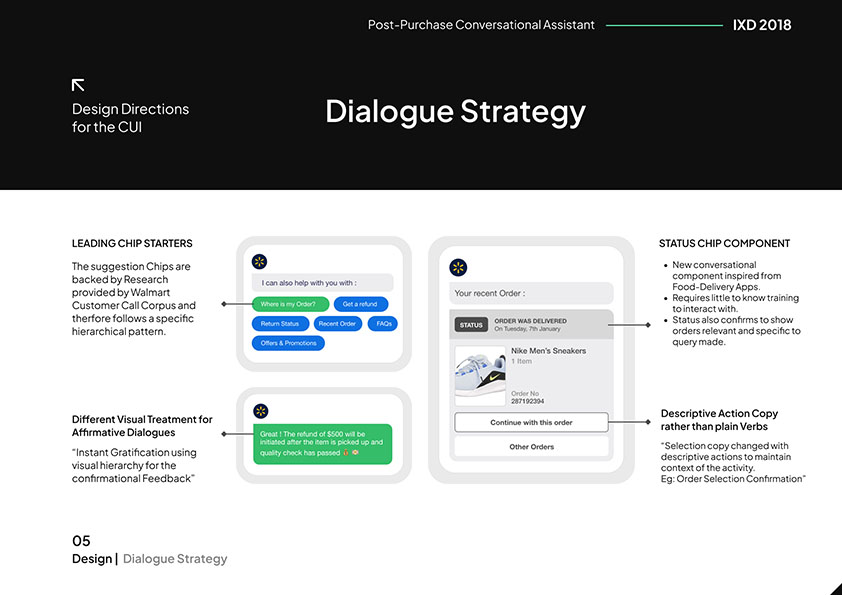 Post-Purchase Conversational Assistant
IXD 2018
Design Directions
for the CUI
Dialogue Strategy
LEADING CHIP STARTERS
The suggestion Chips are
backed by Research
provided by Walmart
Customer Call Corpus and
therfore follows a specific
hierarchical pattern.
I can also help with you with :
Where is my Order?
Get a refund
Return Status
Recent Order
FAQs
Offers & Promotions
Different Visual Treatment for
Affirmative Dialogues
“Instant Gratification using
visual hierarchy for the
confirmational Feedback”
Great ! The refund of $500 will be
initiated after the item is picked up and
quality check has passed
Your recent Order :
STATUS
ORDER WAS DELIVERED
On Tuesday, 7th January
Nike Men's Sneakers
1 Item
Order No
287192394
Continue with this order
Other Orders
STATUS CHIP COMPONENT
• New conversational
component inspired from
Food-Delivery Apps.
• Requires little to know training
to interact with.
• Status also confirms to show
orders relevant and specific to
query made.
Descriptive Action Copy
rather than plain Verbs
“Selection copy changed with
descriptive actions to maintain
context of the activity.
Eg: Order Selection Confirmation”
05
Design | Dialogue Strategy